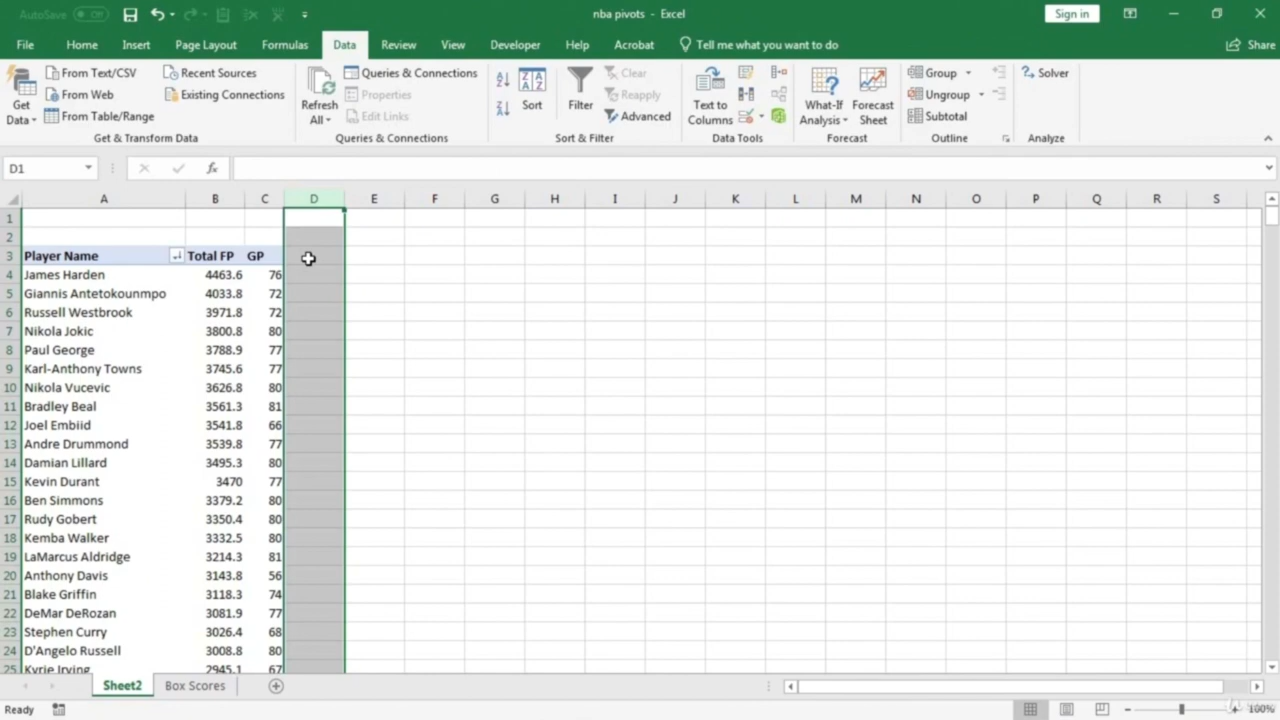 AutoSave Off nba pivots - Excel Sign in
File Home Insert Page Layout Formulas Data Review View Developer Help Acrobat Tell me what you want to do Share
Get Data From Text/CSV From Web From Table/Range Recent Sources Existing Connections
Refresh All Queries & Connections Properties Edit Links
Sort Filter Clear Reapply Advanced
Text to Columns What-If Analysis Forecast Sheet
Group Ungroup Subtotal Solver
Get & Transform Data Queries & Connections Sort & Filter Data Tools Forecast Outline Analyze
D1 fx
A B C D E F G H I J K L M N O P Q R S
1
2
3 Player Name Total FP GP
4 James Harden 4463.6 76
5 Giannis Antetokounmpo 4033.8 72
6 Russell Westbrook 3971.8 72
7 Nikola Jokic 3800.8 80
8 Paul George 3788.9 77
9 Karl-Anthony Towns 3745.6 77
10 Nikola Vucevic 3626.8 80
11 Bradley Beal 3561.3 81
12 Joel Embiid 3541.8 66
13 Andre Drummond 3539.8 77
14 Damian Lillard 3495.3 80
15 Kevin Durant 3470 77
16 Ben Simmons 3379.2 80
17 Rudy Gobert 3350.4 80
18 Kemba Walker 3332.5 80
19 LaMarcus Aldridge 3214.3 81
20 Anthony Davis 3143.8 56
21 Blake Griffin 3118.3 74
22 DeMar DeRozan 3081.9 77
23 Stephen Curry 3026.4 68
24 D'Angelo Russell 3008.8 80
25 Kyrie Irving 2945.1 67
Sheet2 Box Scores
Ready 100%